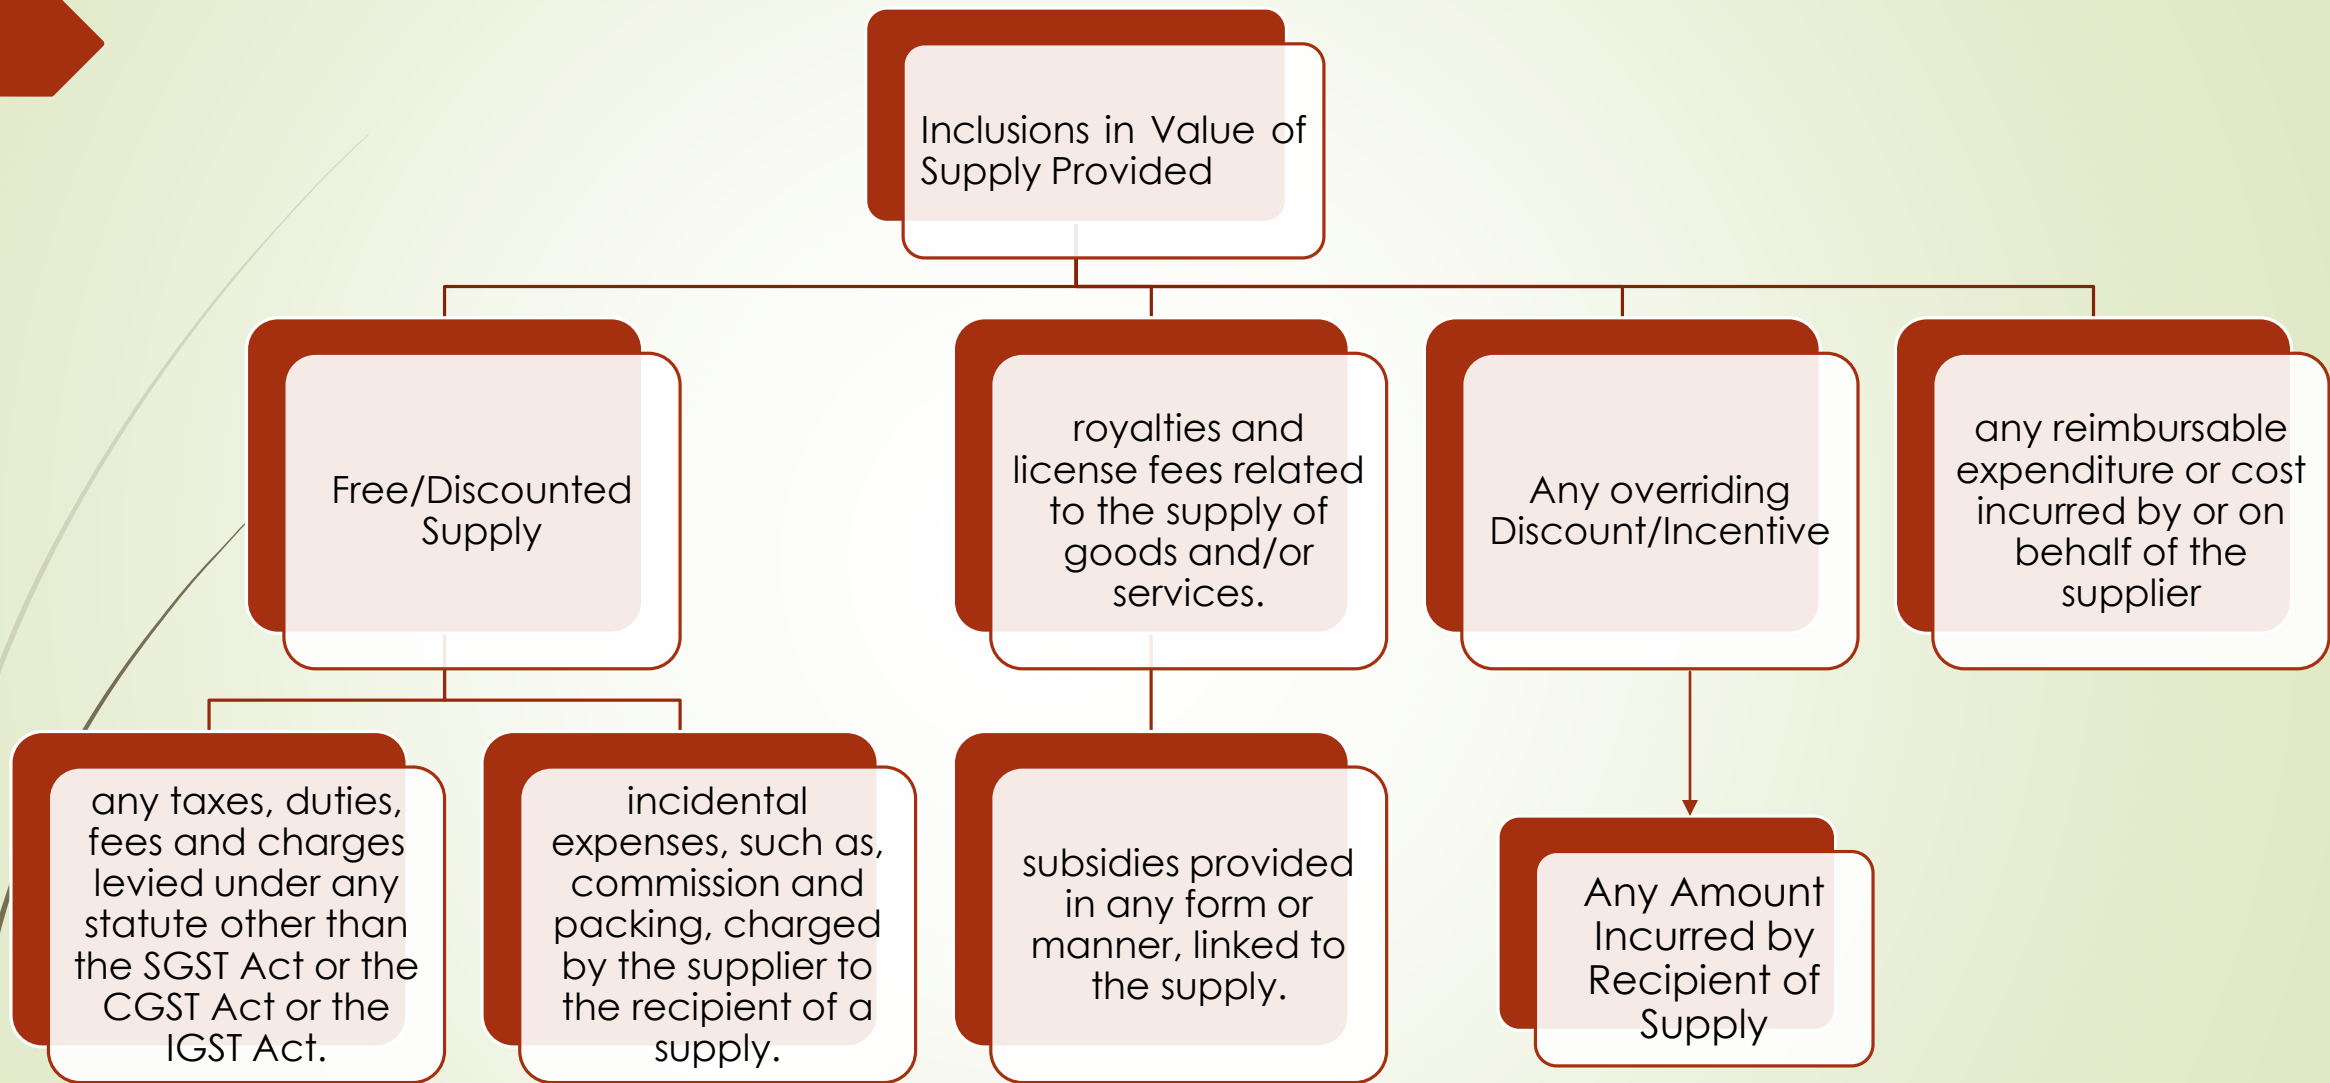 Inclusions in Value of
Supply Provided
Free/Discounted
Supply
royalties and
license fees related
to the supply of
goods and/or
services.
Any overriding
Discount/Incentive
any reimbursable
expenditure or cost
incurred by or on
behalf of the
supplier
any taxes, duties,
fees and charges
levied under any
statute other than
the SGST Act or the
CGST Act or the
IGST Act.
incidental
expenses, such as,
commission and
packing, charged
by the supplier to
the recipient of a
supply.
subsidies provided
in any form or
manner, linked to
the supply.
Any Amount
Incurred by
Recipient of
Supply